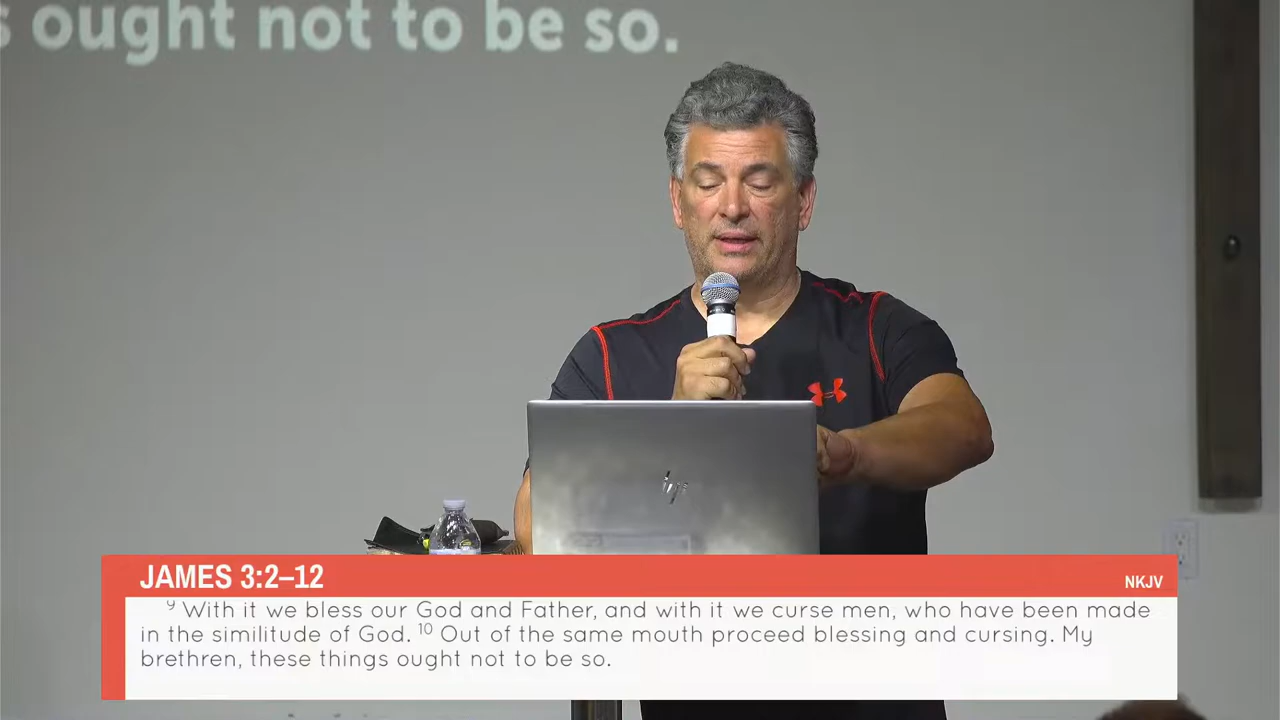 s ought not to be so.
JAMES 3:2–12
NKJV
9 With it we bless our God and Father, and with it we curse men, who have been made
in the similitude of God. 10 Out of the same mouth proceed blessing and cursing. My
brethren, these things ought not to be so.